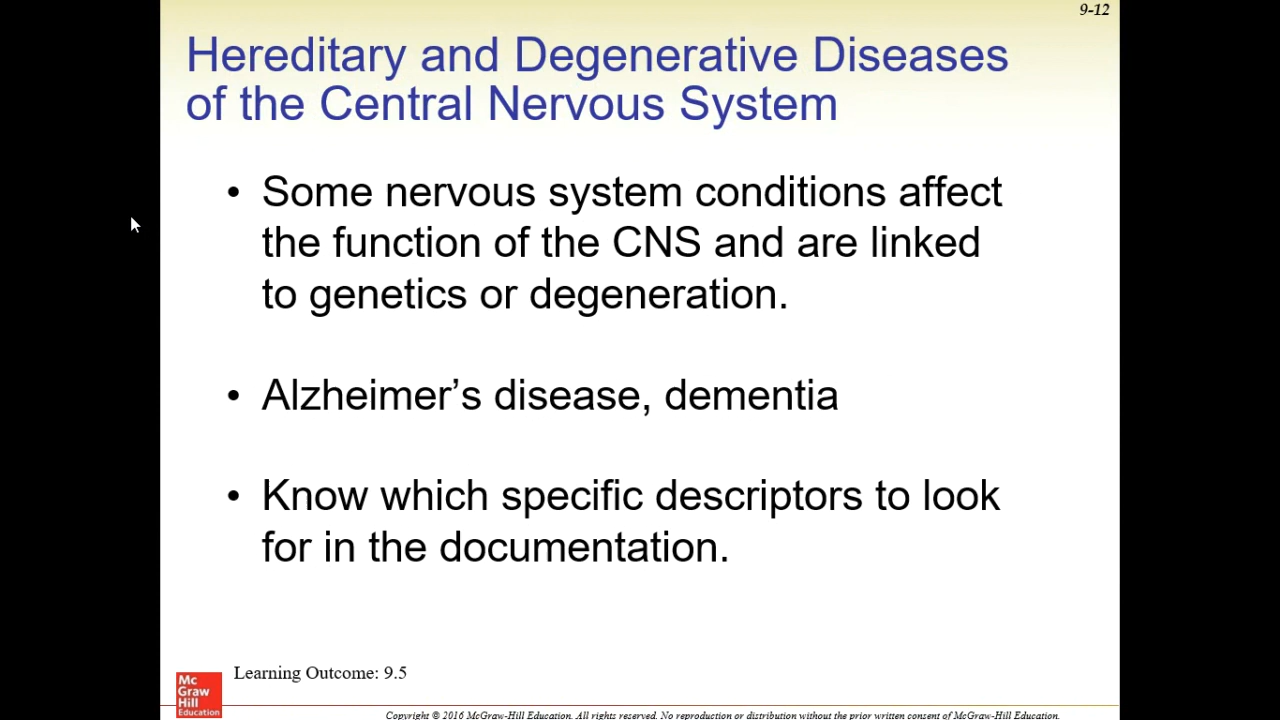 9-12
Hereditary and Degenerative Diseases
of the Central Nervous System
• Some nervous system conditions affect
the function of the CNS and are linked
to genetics or degeneration.
• Alzheimer’s disease, dementia
• Know which specific descriptors to look
for in the documentation.
Mc
Graw
Hill
Education
Learning Outcome: 9.5
Copyright © 2016 McGraw-Hill Education. All rights reserved. No reproduction or distribution without the prior written consent of McGraw-Hill Education.